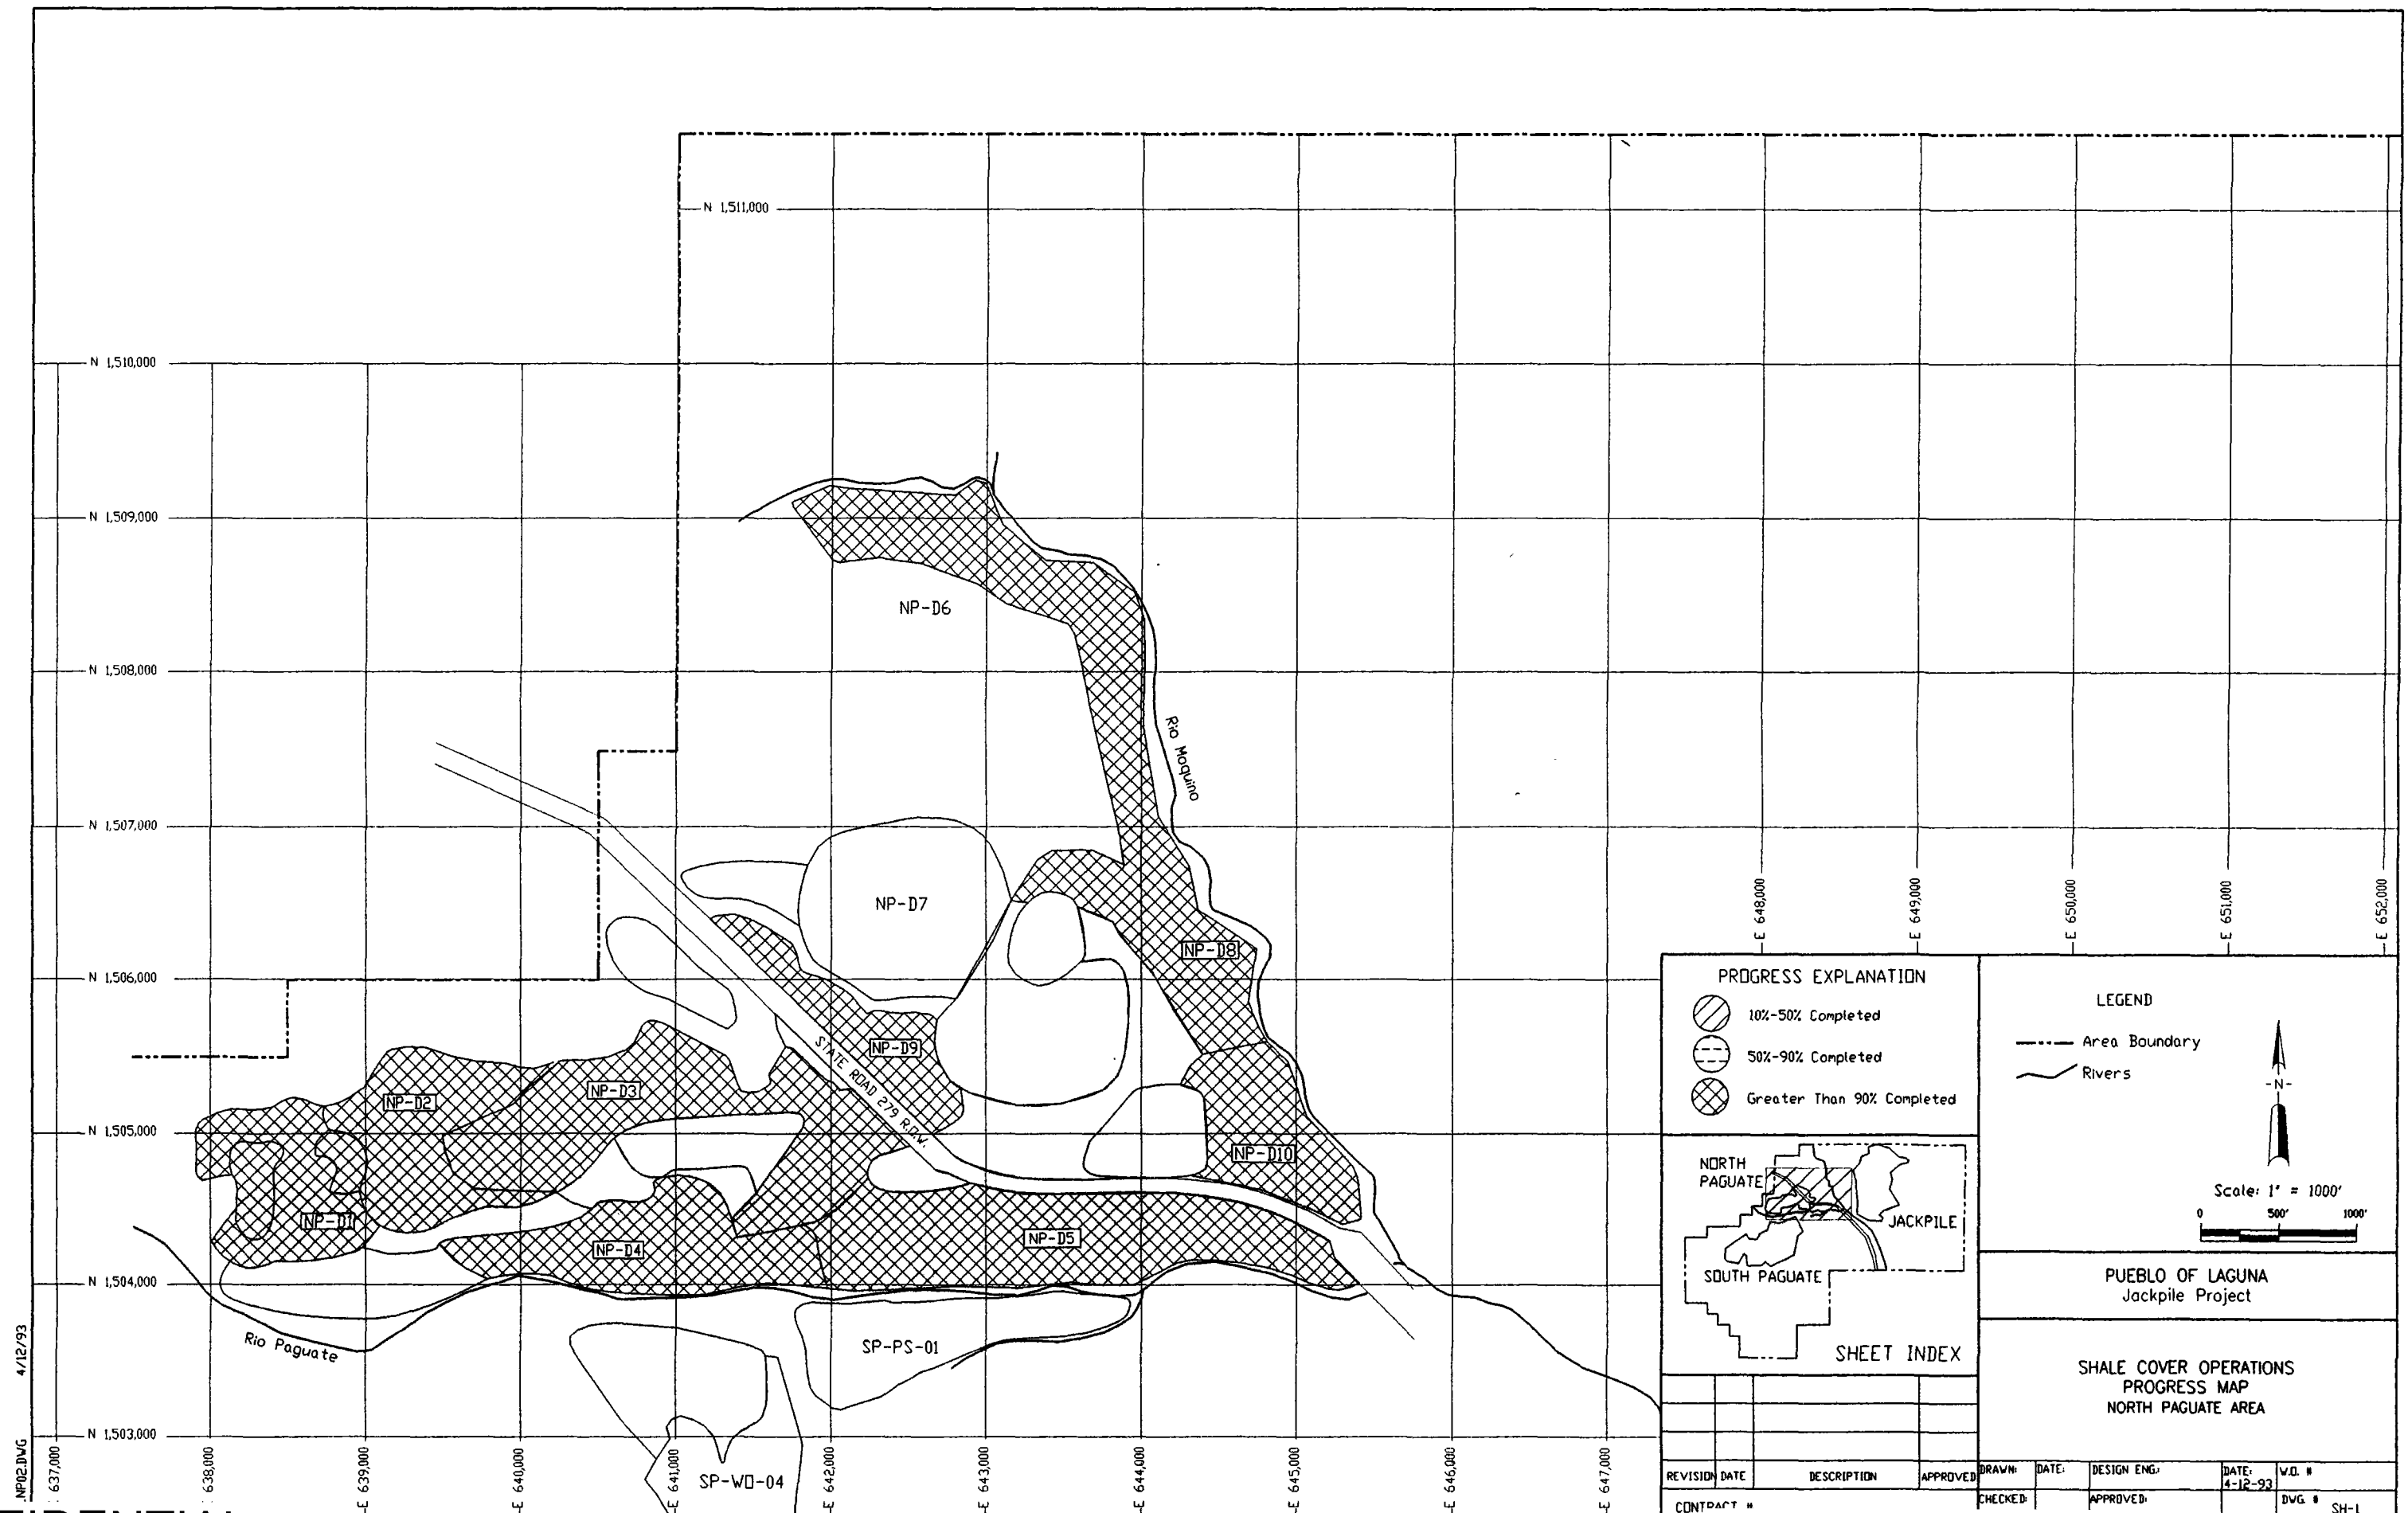 N 1,511,000
N 1,510,000
N 1,509,000
NP-D6
N 1,508,000
Rio Moquino
N 1,507,000
NP-D7
NP-D8
N 1,506,000
STATE ROAD 279 R.O.W.
NP-D9
NP-D3
NP-D2
N 1,505,000
NP-D10
NP-D1
NP-D4
NP-D5
N 1,504,000
Rio Paguate
SP-PS-01
N 1,503,000
SP-WO-04
637,000
638,000
E 639,000
E 640,000
E 641,000
E 642,000
E 643,000
E 644,000
E 645,000
E 646,000
E 647,000
E 648,000
E 649,000
E 650,000
E 651,000
E 652,000
NP02.DWG 4/12/93
PROGRESS EXPLANATION
10%-50% Completed
50%-90% Completed
Greater Than 90% Completed
LEGEND
Area Boundary
Rivers
-N-
Scale: 1" = 1000'
0 500' 1000'
NORTH
PAGUATE
JACKPILE
SOUTH PAGUATE
SHEET INDEX
PUEBLO OF LAGUNA
Jackpile Project
SHALE COVER OPERATIONS
PROGRESS MAP
NORTH PAGUATE AREA
REVISION DATE DESCRIPTION APPROVED
DRAWN: DATE: DESIGN ENG.: DATE: W.O. #
4-12-93
CONTRACT #
CHECKED: APPROVED: DWG. # SH-1